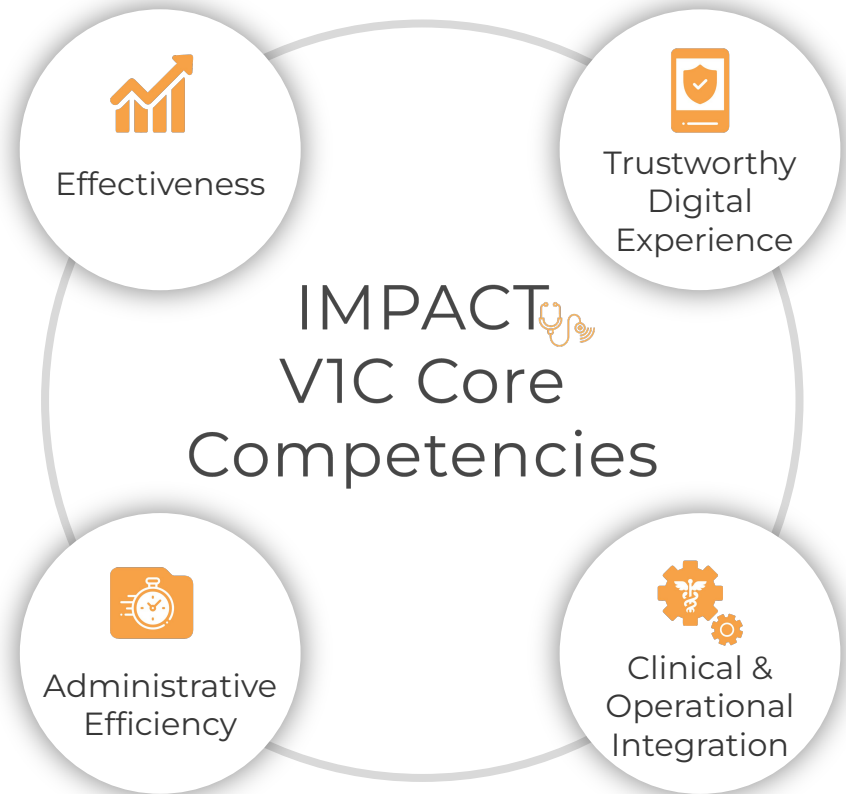 Effectiveness
Trustworthy
Digital
Experience
IMPACT
V1C Core
Competencies
Administrative
Efficiency
Clinical &
Operational
Integration